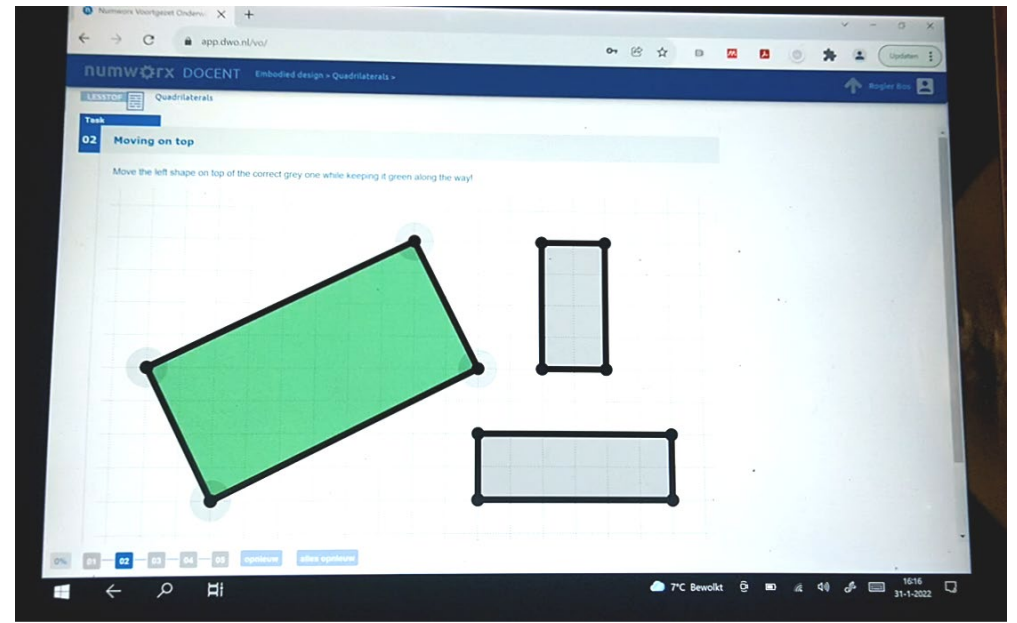 Numworx Voortgezet Onderw
app.dwo.nl/vo/
Updaten
numworx DOCENT Embodied design > Quadrilaterals >
Rogier Bos
LESSTOF Quadrilaterals
Task
02 Moving on top
Move the left shape on top of the correct grey one while keeping it green along the way!
0% 01 02 03 04 05 opnieuw alles opnieuw
7°C Bewolkt
16:16
31-1-2022